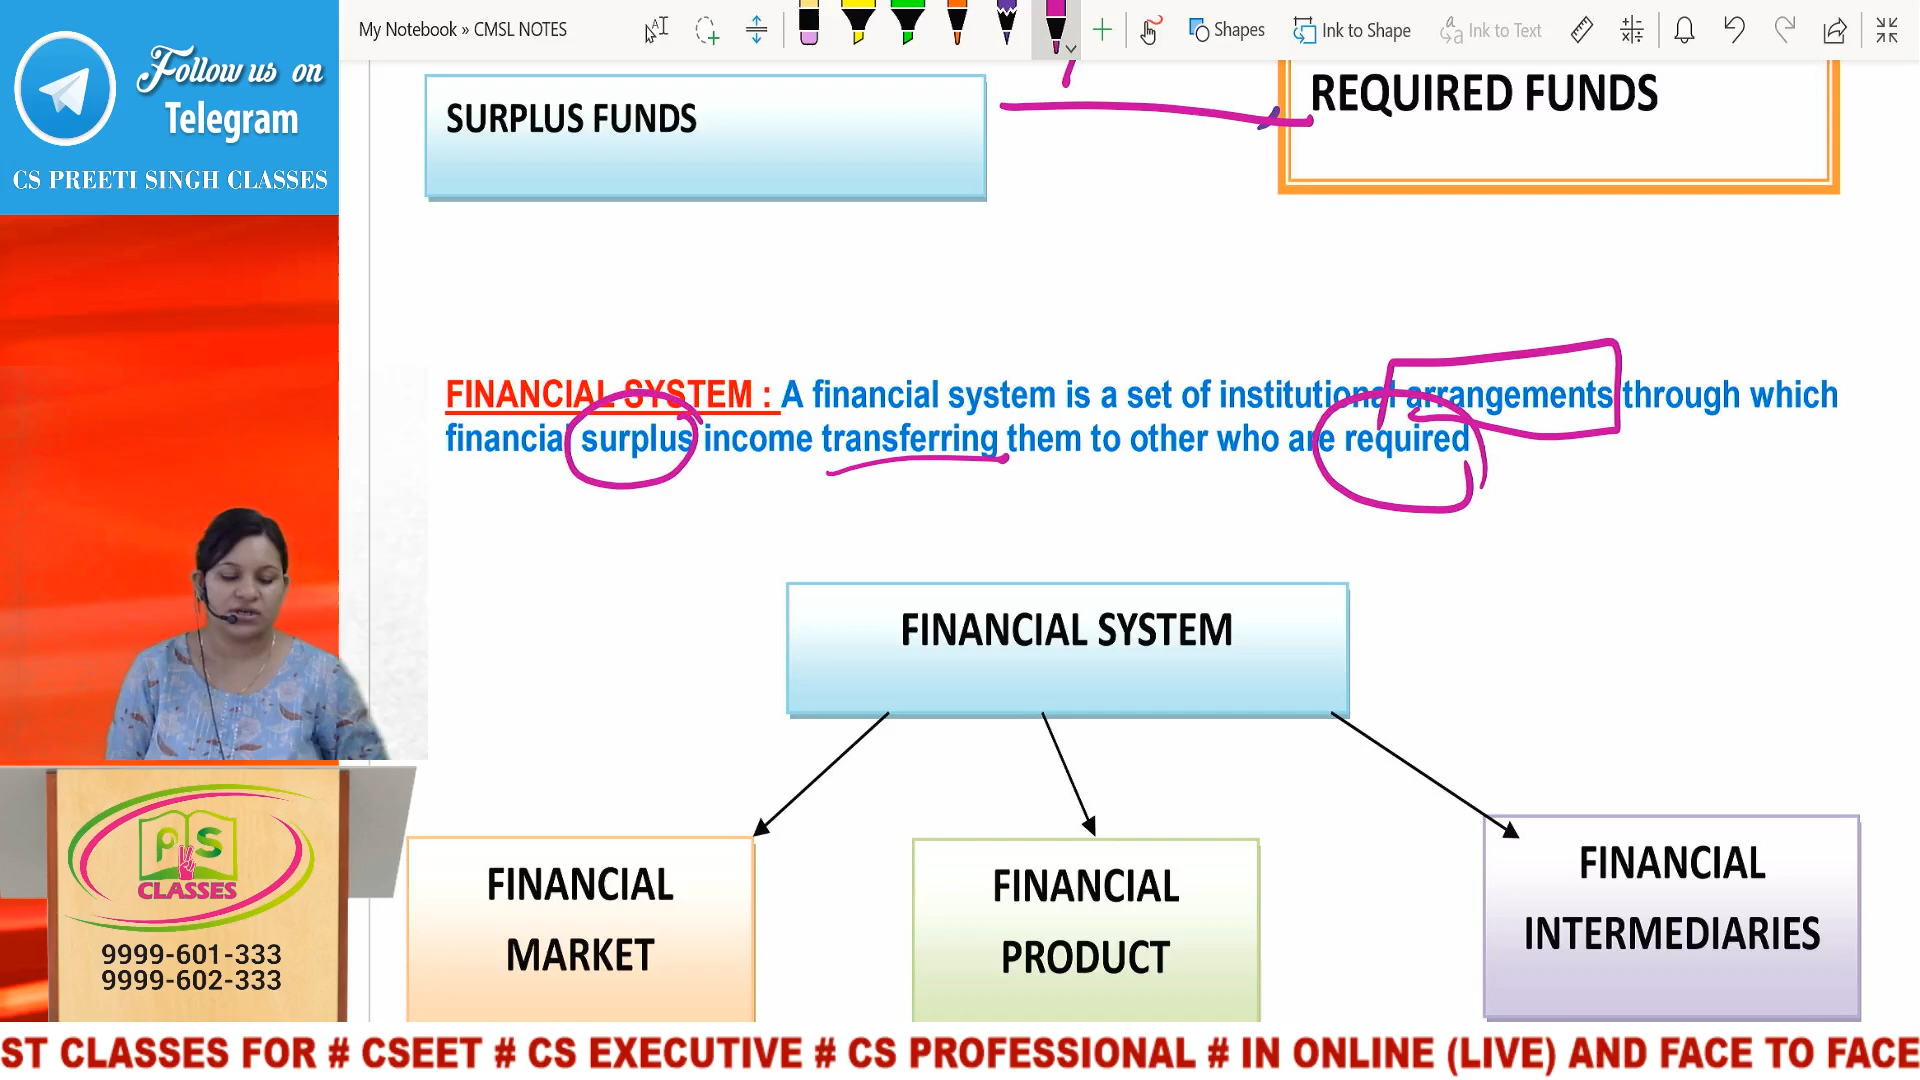 My Notebook » CMSL NOTES
Shapes
Ink to Shape
Ink to Text
Follow us on
Telegram
CS PREETI SINGH CLASSES
SURPLUS FUNDS
REQUIRED FUNDS
FINANCIAL SYSTEM : A financial system is a set of institutional arrangements through which
financial surplus income transferring them to other who are required
FINANCIAL SYSTEM
FINANCIAL
MARKET
FINANCIAL
PRODUCT
FINANCIAL
INTERMEDIARIES
PS
CLASSES
9999-601-333
9999-602-333
ST CLASSES FOR # CSEET # CS EXECUTIVE # CS PROFESSIONAL # IN ONLINE (LIVE) AND FACE TO FACE